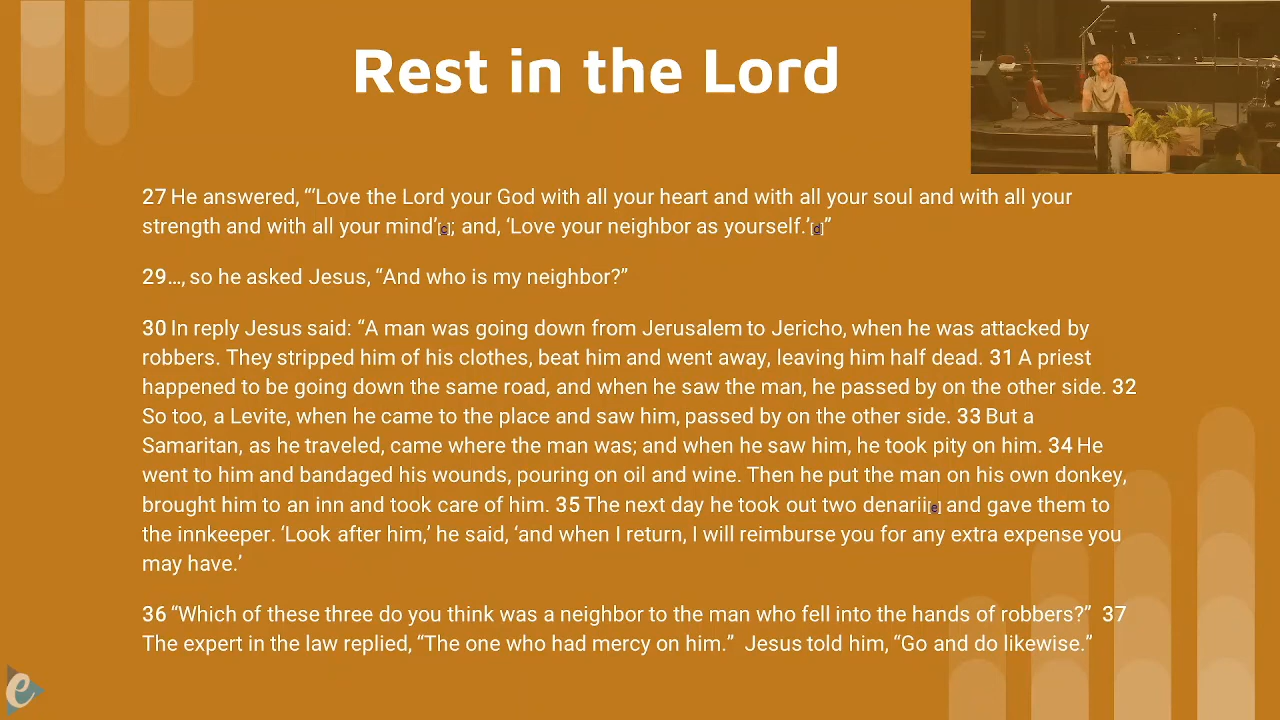 Rest in the Lord
27 He answered, “‘Love the Lord your God with all your heart and with all your soul and with all your
strength and with all your mind’[c]; and, ‘Love your neighbor as yourself.’[d]”
29…, so he asked Jesus, “And who is my neighbor?”
30 In reply Jesus said: “A man was going down from Jerusalem to Jericho, when he was attacked by
robbers. They stripped him of his clothes, beat him and went away, leaving him half dead. 31 A priest
happened to be going down the same road, and when he saw the man, he passed by on the other side. 32
So too, a Levite, when he came to the place and saw him, passed by on the other side. 33 But a
Samaritan, as he traveled, came where the man was; and when he saw him, he took pity on him. 34 He
went to him and bandaged his wounds, pouring on oil and wine. Then he put the man on his own donkey,
brought him to an inn and took care of him. 35 The next day he took out two denarii[e] and gave them to
the innkeeper. ‘Look after him,’ he said, ‘and when I return, I will reimburse you for any extra expense you
may have.’
36 “Which of these three do you think was a neighbor to the man who fell into the hands of robbers?” 37
The expert in the law replied, “The one who had mercy on him.” Jesus told him, “Go and do likewise.”
e